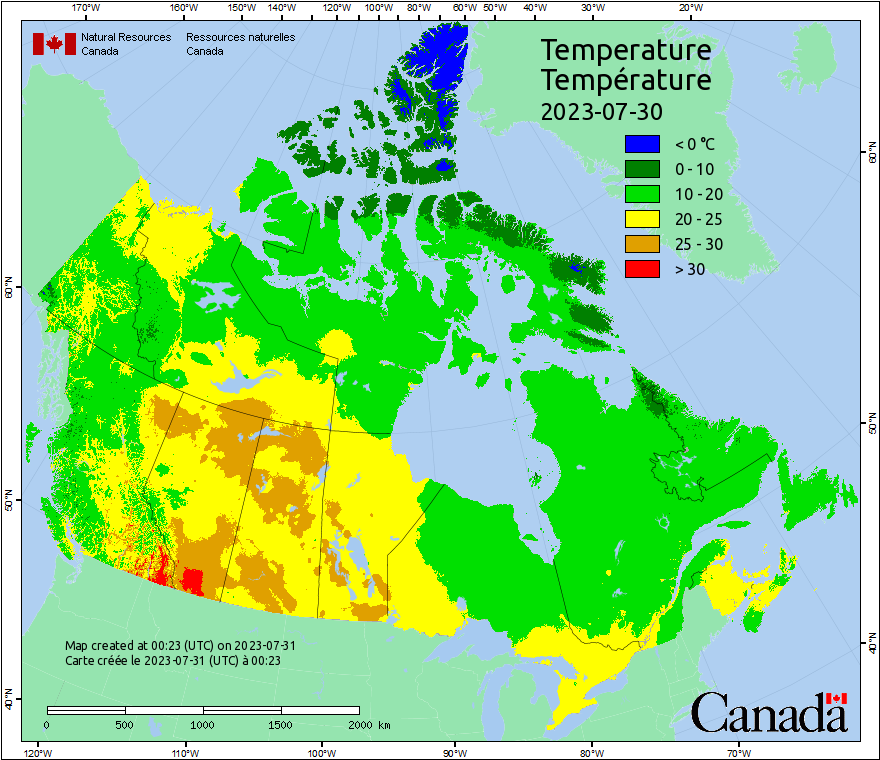 170°W 160°W 150°W 140°W 120°W 100°W 80°W 60°W 50°W 40°W 30°W 20°W
Natural Resources Ressources naturelles
Canada Canada
Temperature
Température
2023-07-30
< 0 °C
0 - 10
10 - 20
20 - 25
25 - 30
> 30
60°N
60°N
50°N
50°N
40°N
40°N
Map created at 00:23 (UTC) on 2023-07-31
Carte créée le 2023-07-31 (UTC) à 00:23
0 500 1000 1500 2000 km
Canada
120°W 110°W 100°W 90°W 80°W 70°W